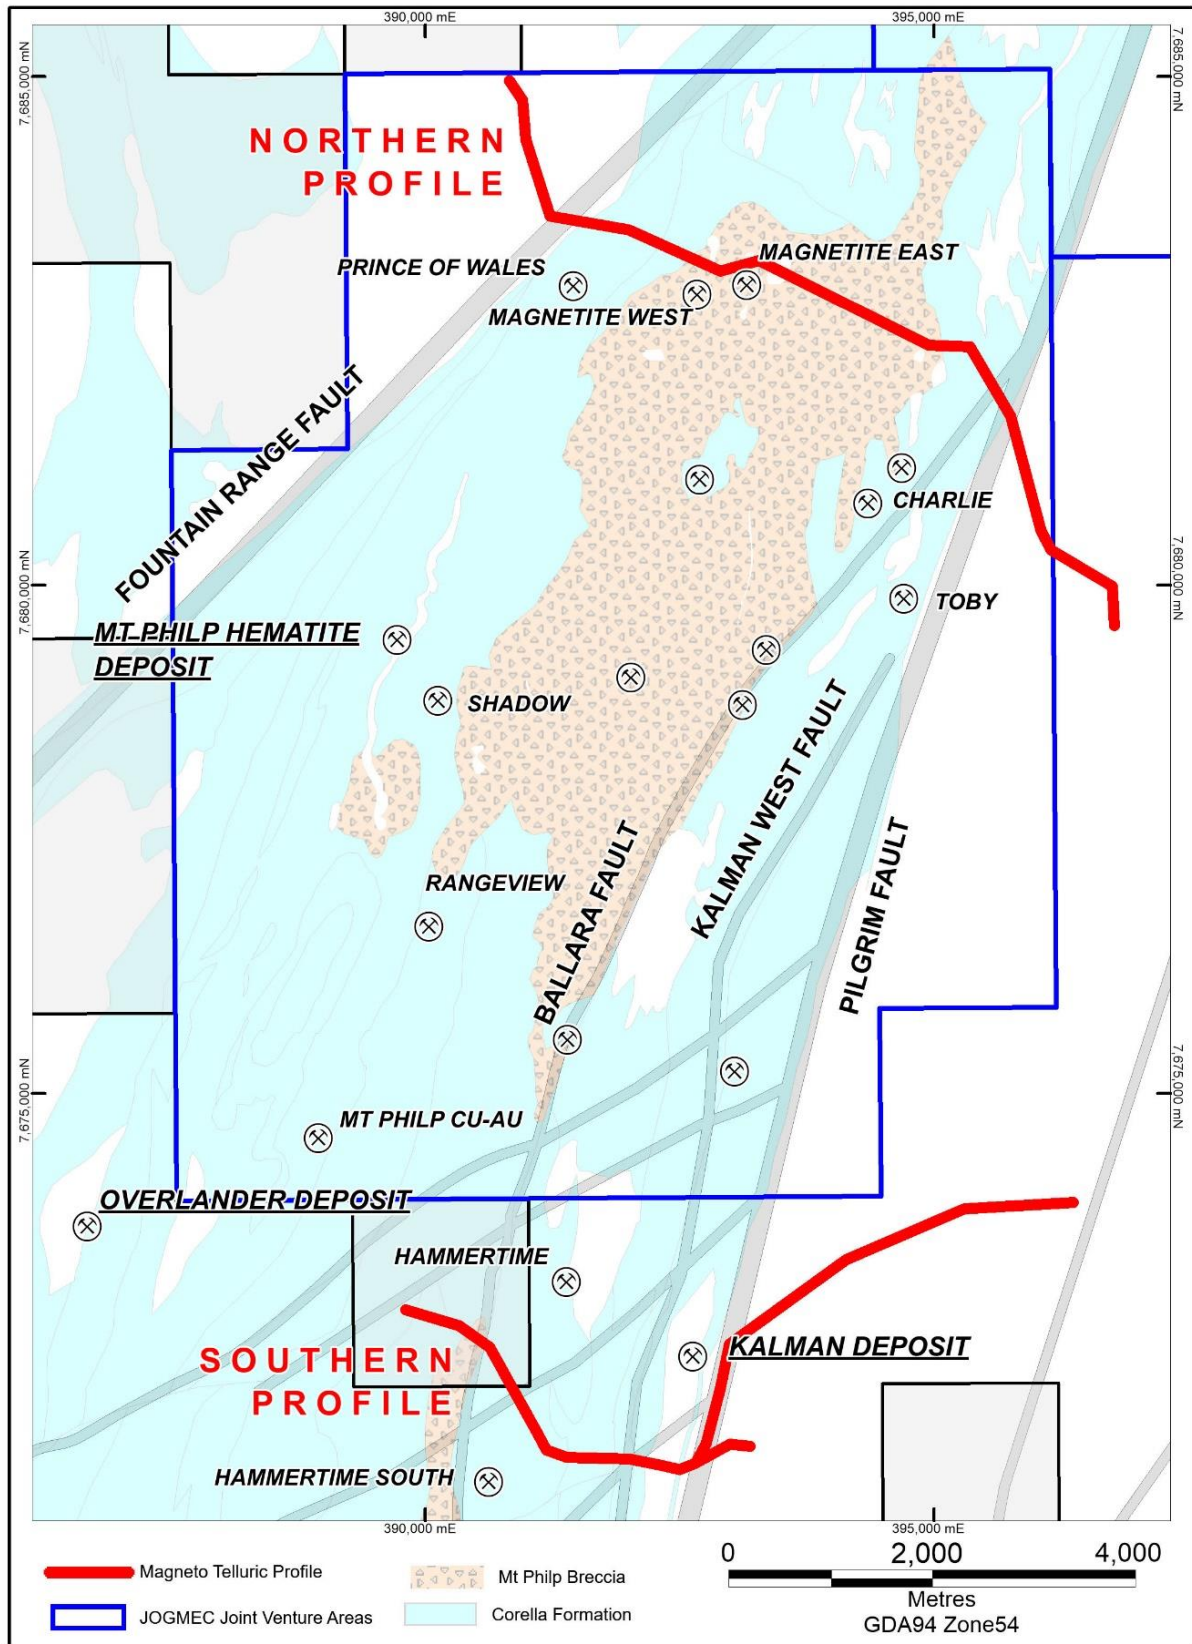 390,000 mE
395,000 mE
7,685,000 mN
7,685,000 mN
NORTHERN
PROFILE
PRINCE OF WALES
MAGNETITE EAST
MAGNETITE WEST
FOUNTAIN RANGE FAULT
CHARLIE
7,680,000 mN
7,680,000 mN
TOBY
MT PHILP HEMATITE
DEPOSIT
SHADOW
KALMAN WEST FAULT
BALLARA FAULT
PILGRIM FAULT
RANGEVIEW
7,675,000 mN
7,675,000 mN
MT PHILP CU-AU
OVERLANDER DEPOSIT
HAMMERTIME
SOUTHERN
PROFILE
KALMAN DEPOSIT
HAMMERTIME SOUTH
390,000 mE
395,000 mE
Magneto Telluric Profile
Mt Philp Breccia
JOGMEC Joint Venture Areas
Corella Formation
0 2,000 4,000
Metres
GDA94 Zone54